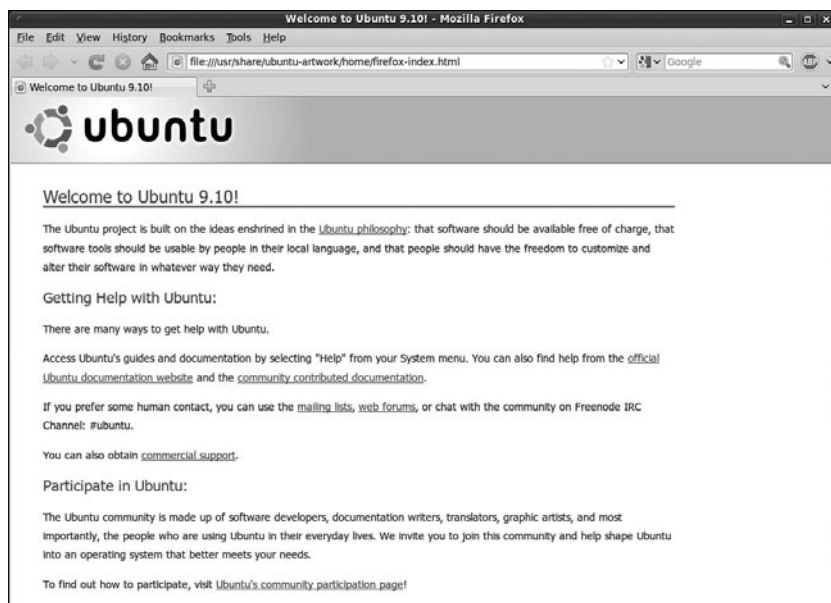 Welcome to Ubuntu 9.10! - Mozilla Firefox
File Edit View History Bookmarks Tools Help
file:///usr/share/ubuntu-artwork/home/firefox-index.html
Google
ABP
Welcome to Ubuntu 9.10!
ubuntu
Welcome to Ubuntu 9.10!
The Ubuntu project is built on the ideas enshrined in the Ubuntu philosophy: that software should be available free of charge, that
software tools should be usable by people in their local language, and that people should have the freedom to customize and
alter their software in whatever way they need.
Getting Help with Ubuntu:
There are many ways to get help with Ubuntu.
Access Ubuntu's guides and documentation by selecting "Help" from your System menu. You can also find help from the official
Ubuntu documentation website and the community contributed documentation.
If you prefer some human contact, you can use the mailing lists, web forums, or chat with the community on Freenode IRC
Channel: #ubuntu.
You can also obtain commercial support.
Participate in Ubuntu:
The Ubuntu community is made up of software developers, documentation writers, translators, graphic artists, and most
importantly, the people who are using Ubuntu in their everyday lives. We invite you to join this community and help shape Ubuntu
into an operating system that better meets your needs.
To find out how to participate, visit Ubuntu's community participation page!